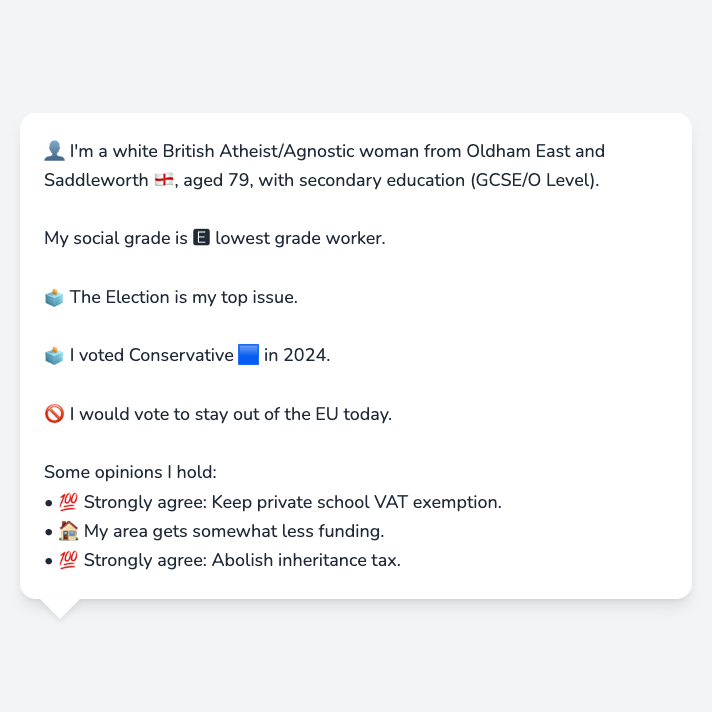 👤 I'm a white British Atheist/Agnostic woman from Oldham East and
Saddleworth 🏴󠁧󠁢󠁥󠁮󠁧󠁿, aged 79, with secondary education (GCSE/O Level).
My social grade is 🅴 lowest grade worker.
🗳️ The Election is my top issue.
🗳️ I voted Conservative 🟦 in 2024.
🚫 I would vote to stay out of the EU today.
Some opinions I hold:
• 💯 Strongly agree: Keep private school VAT exemption.
• 🏠 My area gets somewhat less funding.
• 💯 Strongly agree: Abolish inheritance tax.